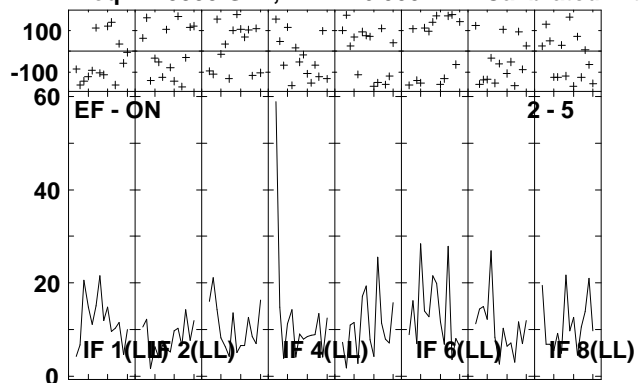 100
-100
60
EF - ON
2 - 5
40
20
0
IF 1(LL)
IF 2(LL)
IF 4(LL)
IF 6(LL)
IF 8(LL)